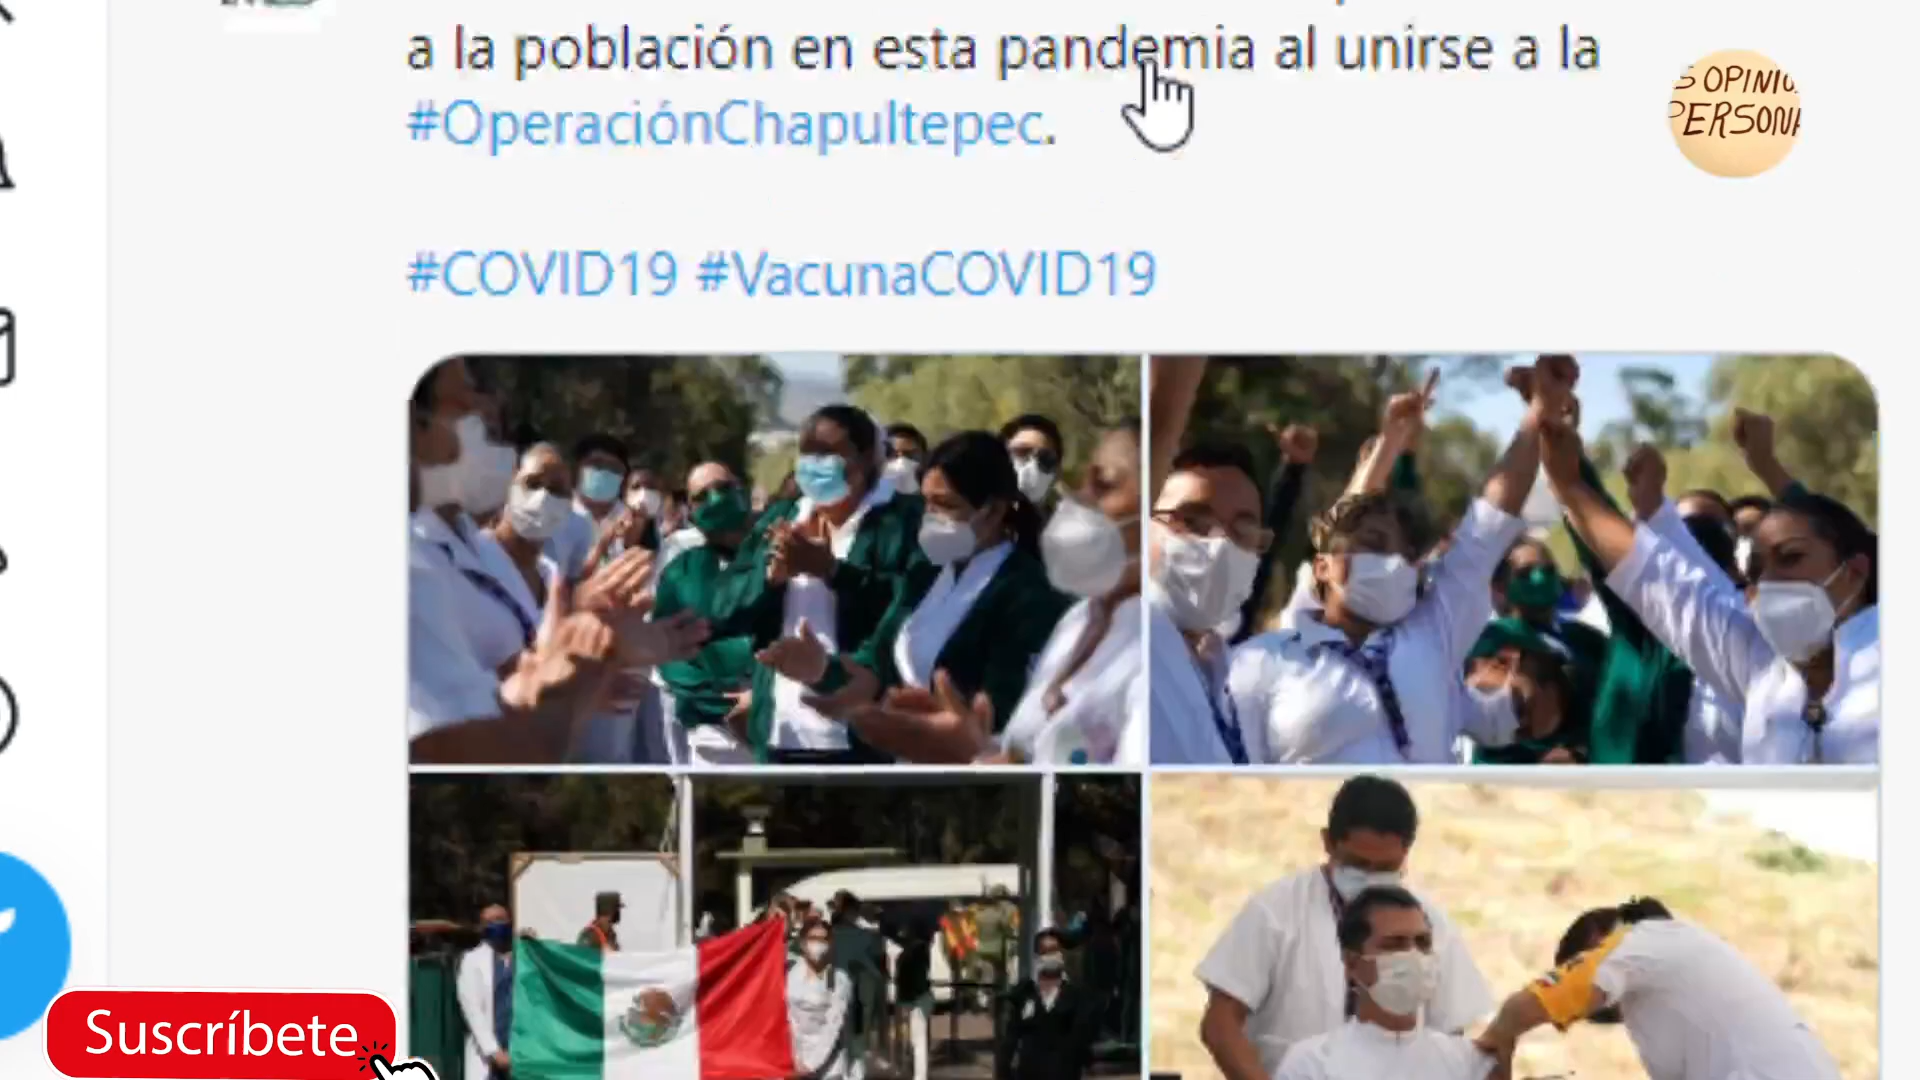 a la población en esta pandemia al unirse a la
#OperaciónChapultepec.
#COVID19 #VacunaCOVID19
Suscríbete